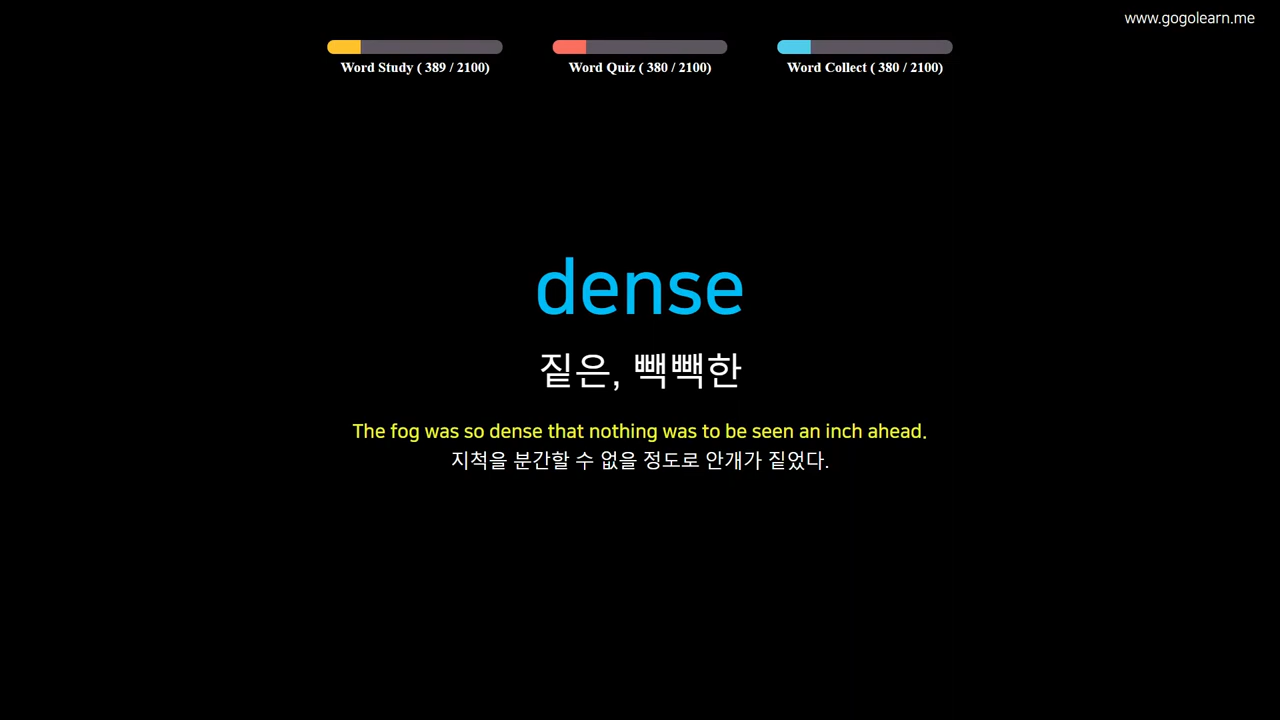 www.gogolearn.me
Word Study ( 389 / 2100)
Word Quiz ( 380 / 2100)
Word Collect ( 380 / 2100)
dense
짙은, 빽빽한
The fog was so dense that nothing was to be seen an inch ahead.
지척을 분간할 수 없을 정도로 안개가 짙었다.